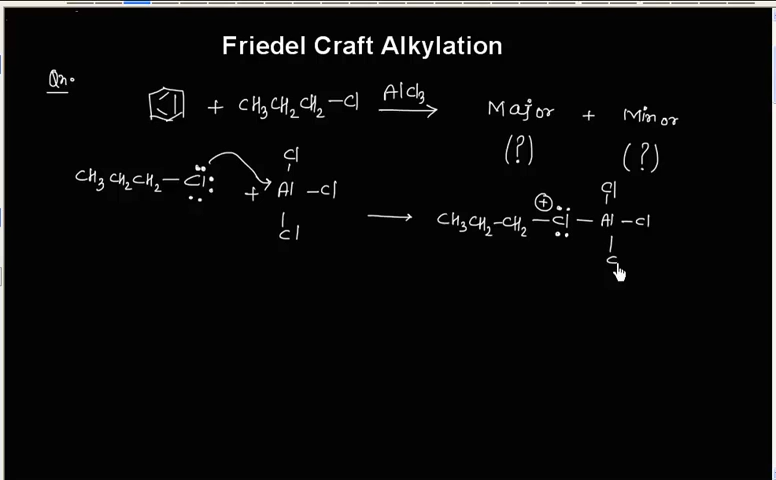 Friedel Craft Alkylation
Qn.
+ CH3CH2CH2-Cl AlCl3 Major + Minor
(?) (?)
CH3CH2CH2-Cl + Al -Cl
Cl
Cl
CH3CH2-CH2 -Cl - Al -Cl
+
Cl
C